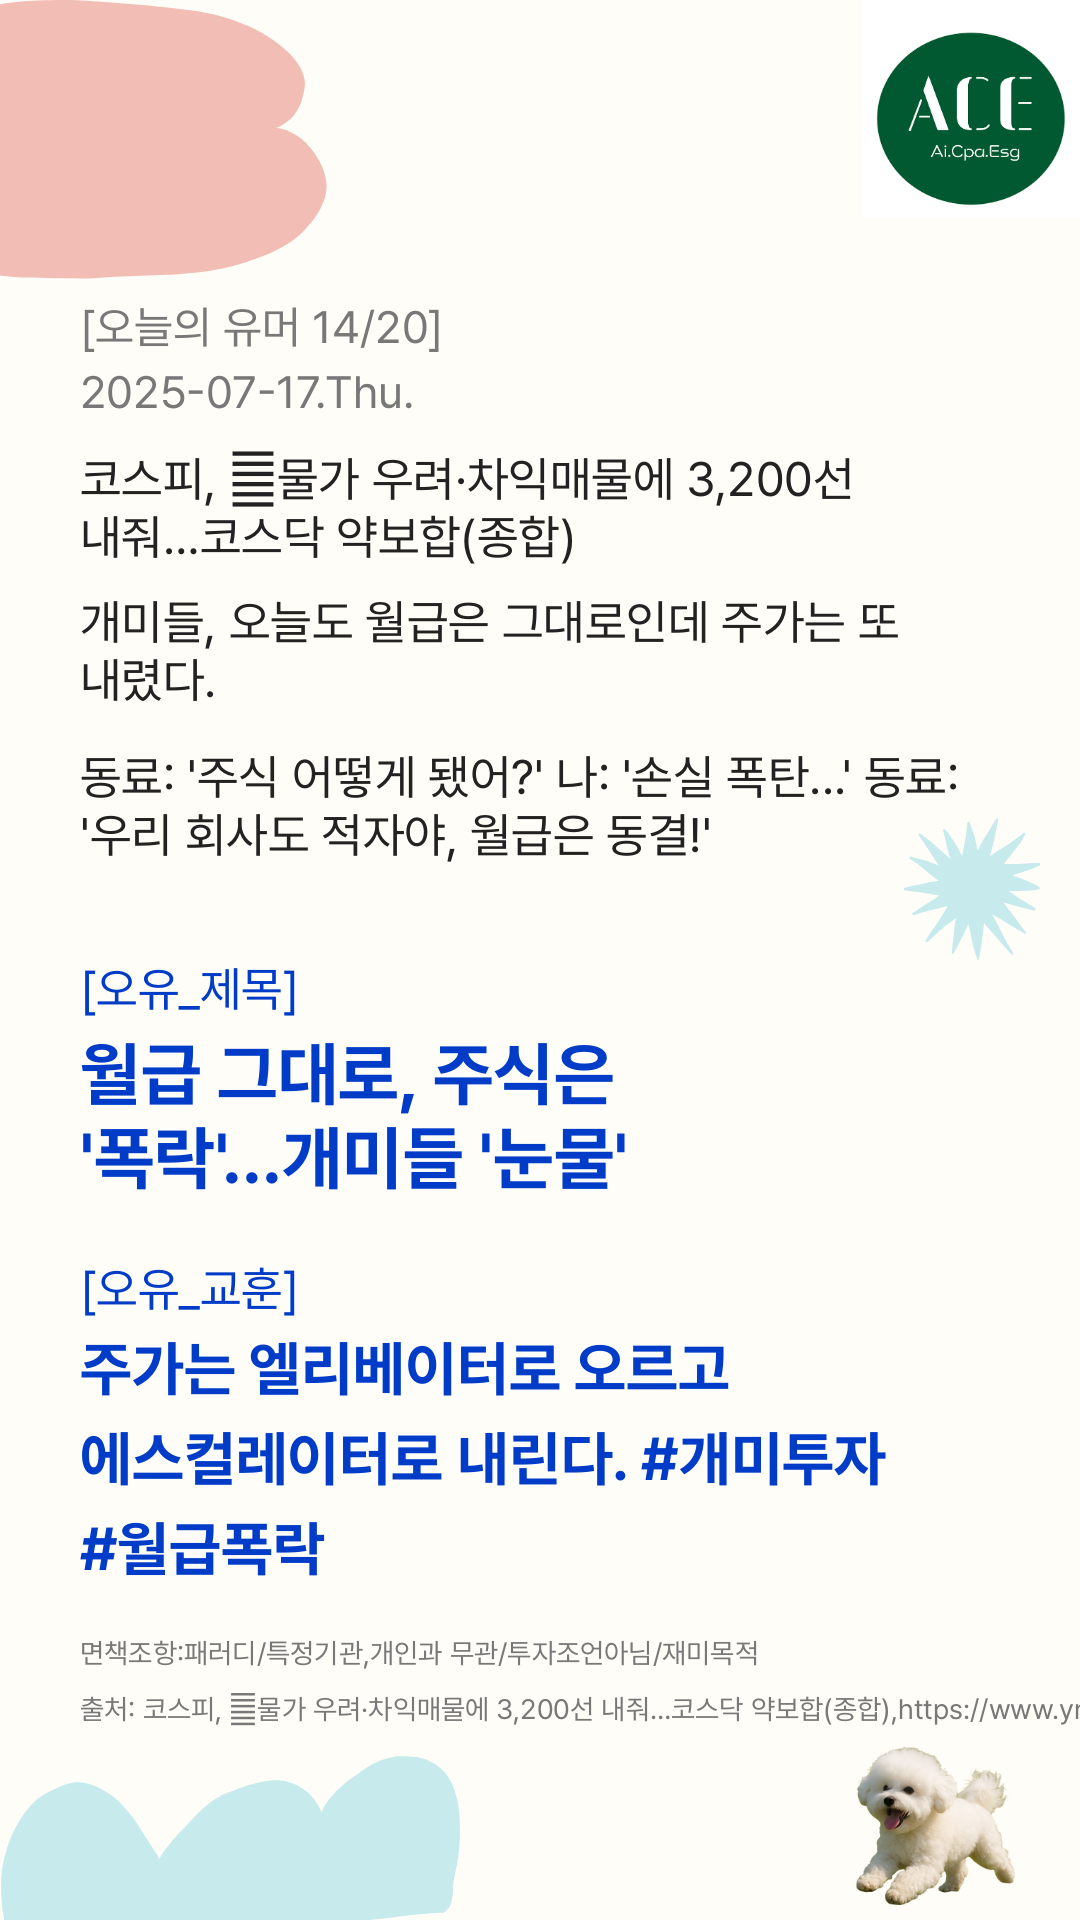 ACE
Ai.Cpa.Esg
[오늘의 유머 14/20]
2025-07-17.Thu.
코스피, 물가 우려·차익매물에 3,200선
내줘…코스닥 약보합(종합)
개미들, 오늘도 월급은 그대로인데 주가는 또
내렸다.
동료: '주식 어떻게 됐어?' 나: '손실 폭탄...' 동료:
'우리 회사도 적자야, 월급은 동결!'
[오유_제목]
월급 그대로, 주식은
'폭락'...개미들 '눈물'
[오유_교훈]
주가는 엘리베이터로 오르고
에스컬레이터로 내린다. #개미투자
#월급폭락
면책조항:패러디/특정기관,개인과 무관/투자조언아님/재미목적
출처: 코스피, 물가 우려·차익매물에 3,200선 내줘…코스닥 약보합(종합),https://www.yn